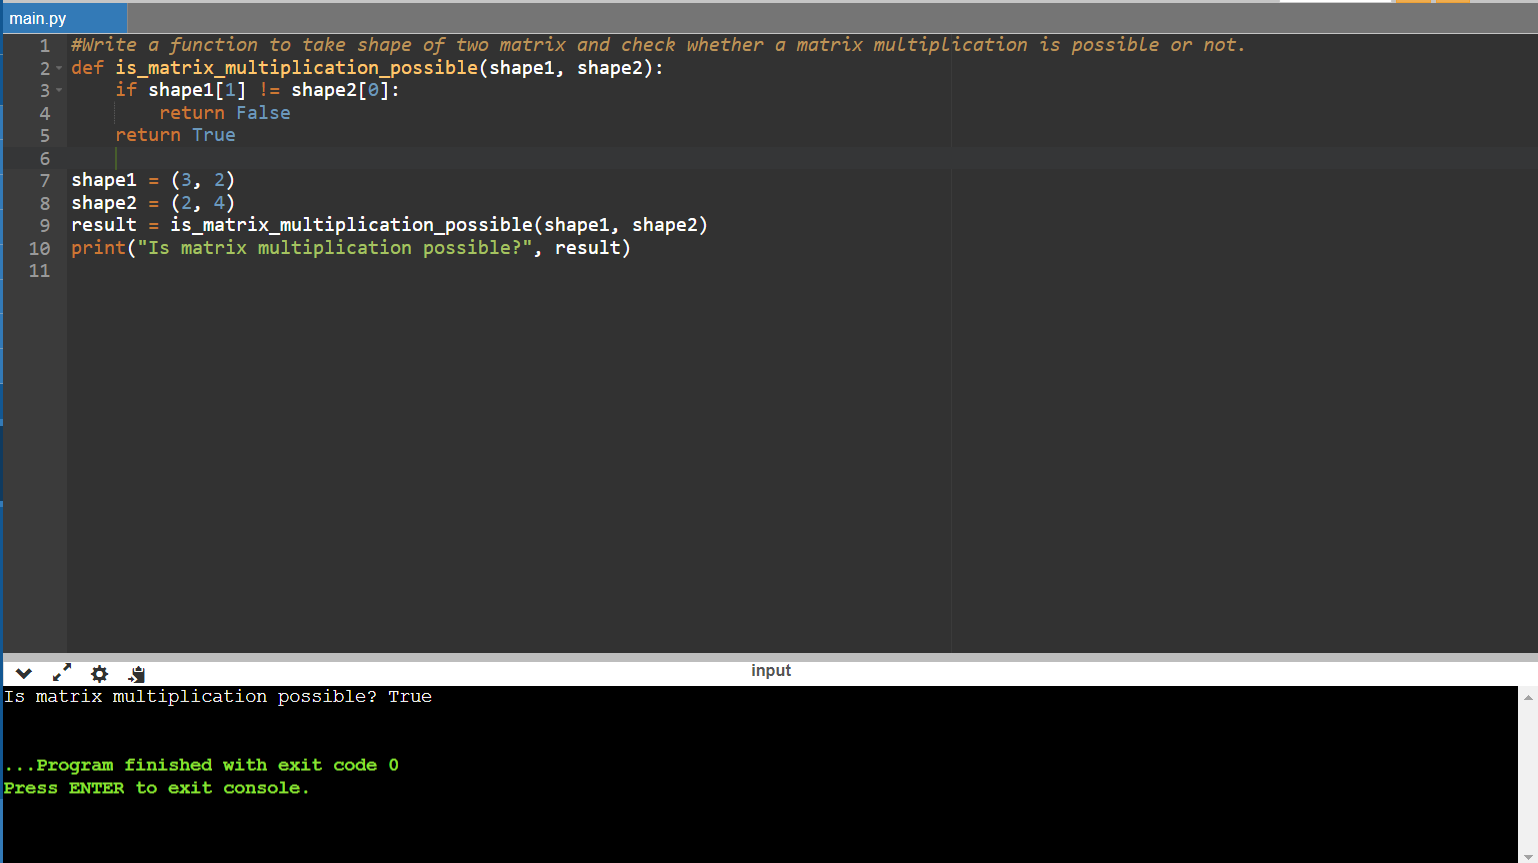 main.py
1 #Write a function to take shape of two matrix and check whether a matrix multiplication is possible or not.
2 def is_matrix_multiplication_possible(shape1, shape2):
3     if shape1[1] != shape2[0]:
4         return False
5     return True
6
7 shape1 = (3, 2)
8 shape2 = (2, 4)
9 result = is_matrix_multiplication_possible(shape1, shape2)
10 print("Is matrix multiplication possible?", result)
11
input
Is matrix multiplication possible? True
...Program finished with exit code 0
Press ENTER to exit console.